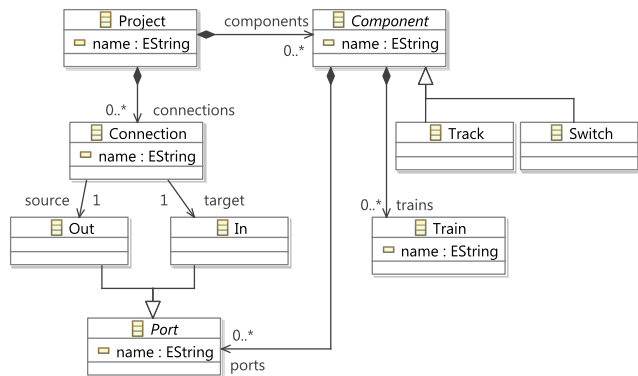 Project
name : EString
components
0..*
Component
name : EString
0..*
connections
Connection
name : EString
Track
Switch
source
1
1
target
0..*
trains
Out
In
Train
name : EString
Port
name : EString
0..*
ports